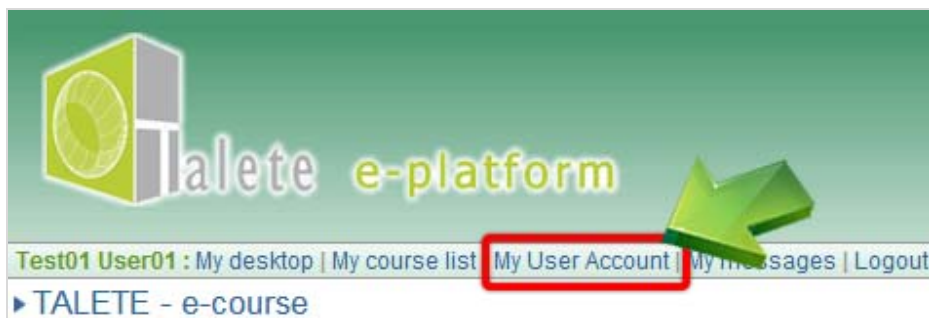 Talete e-platform
Test01 User01 : My desktop | My course list | My User Account | My messages | Logout
TALETE - e-course